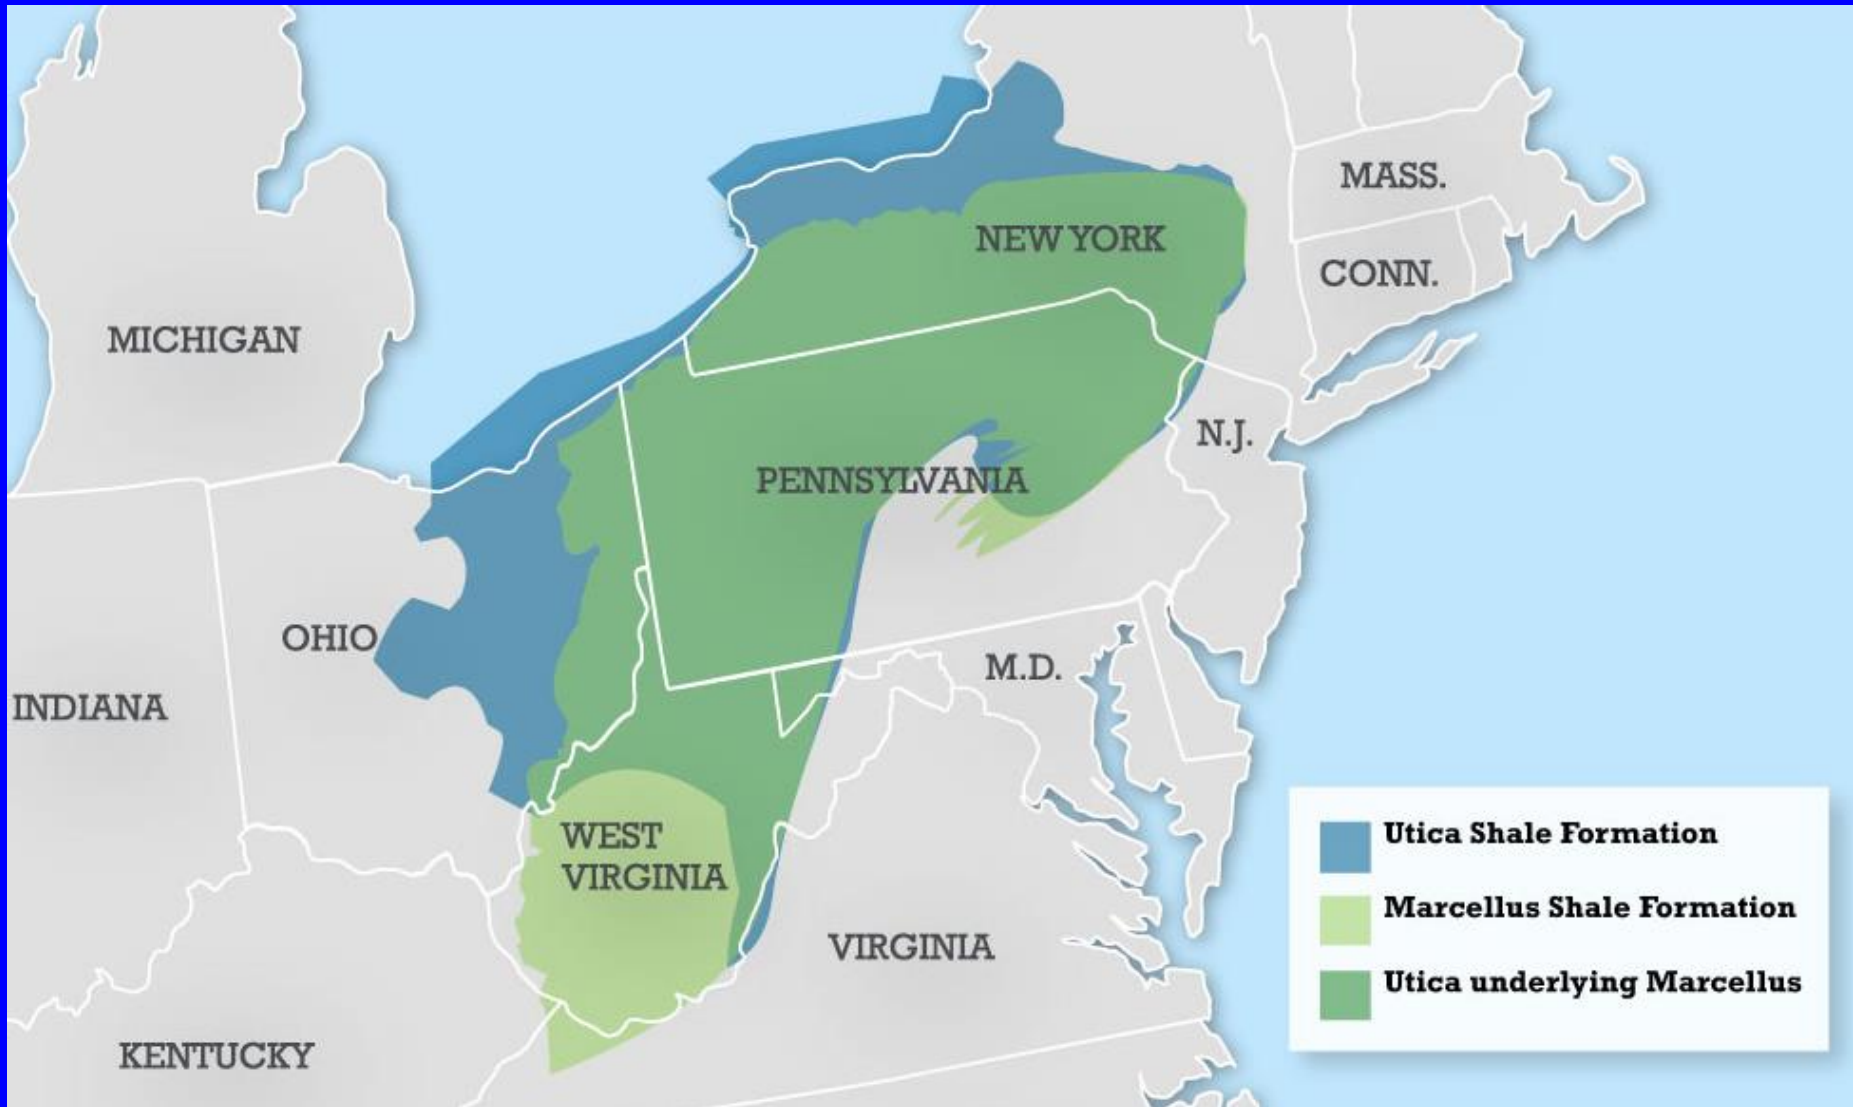 MASS.
NEW YORK
CONN.
MICHIGAN
N.J.
PENNSYLVANIA
OHIO
M.D.
INDIANA
WEST
VIRGINIA
VIRGINIA
KENTUCKY
Utica Shale Formation
Marcellus Shale Formation
Utica underlying Marcellus